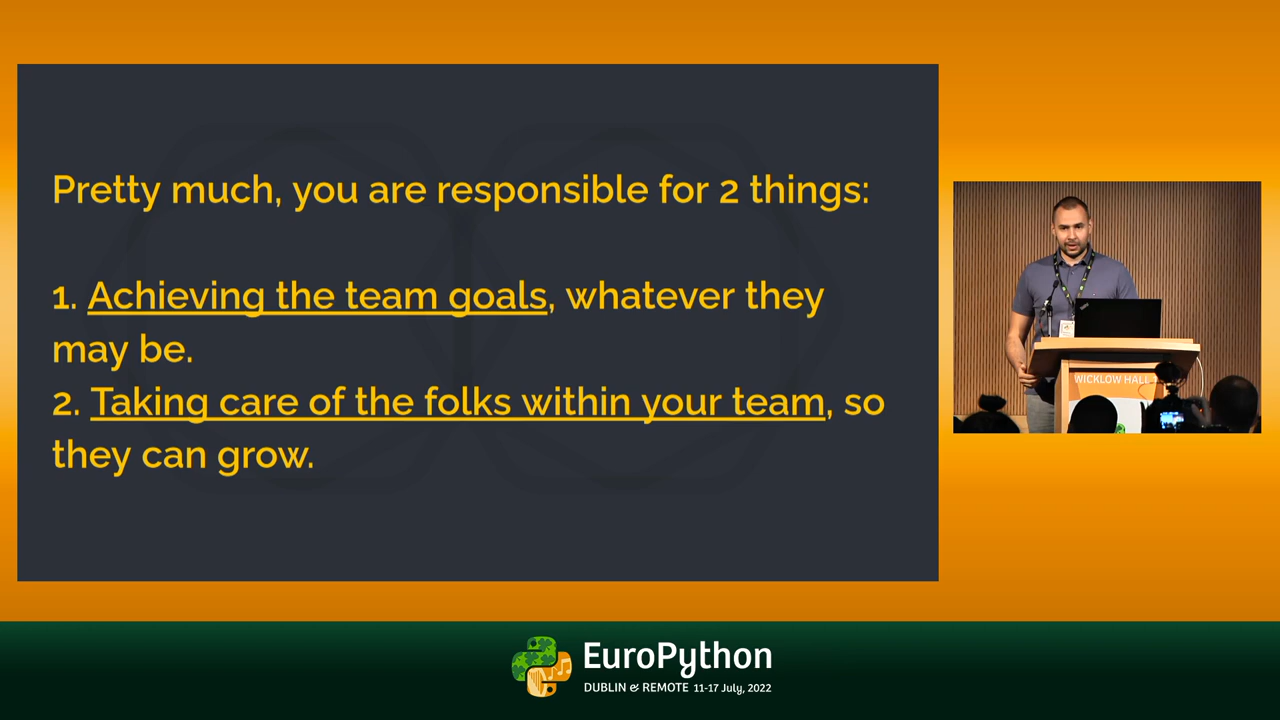 Pretty much, you are responsible for 2 things:
1. Achieving the team goals, whatever they
may be.
2. Taking care of the folks within your team, so
they can grow.
WICKLOW HALL
EuroPython
DUBLIN & REMOTE 11-17 July, 2022